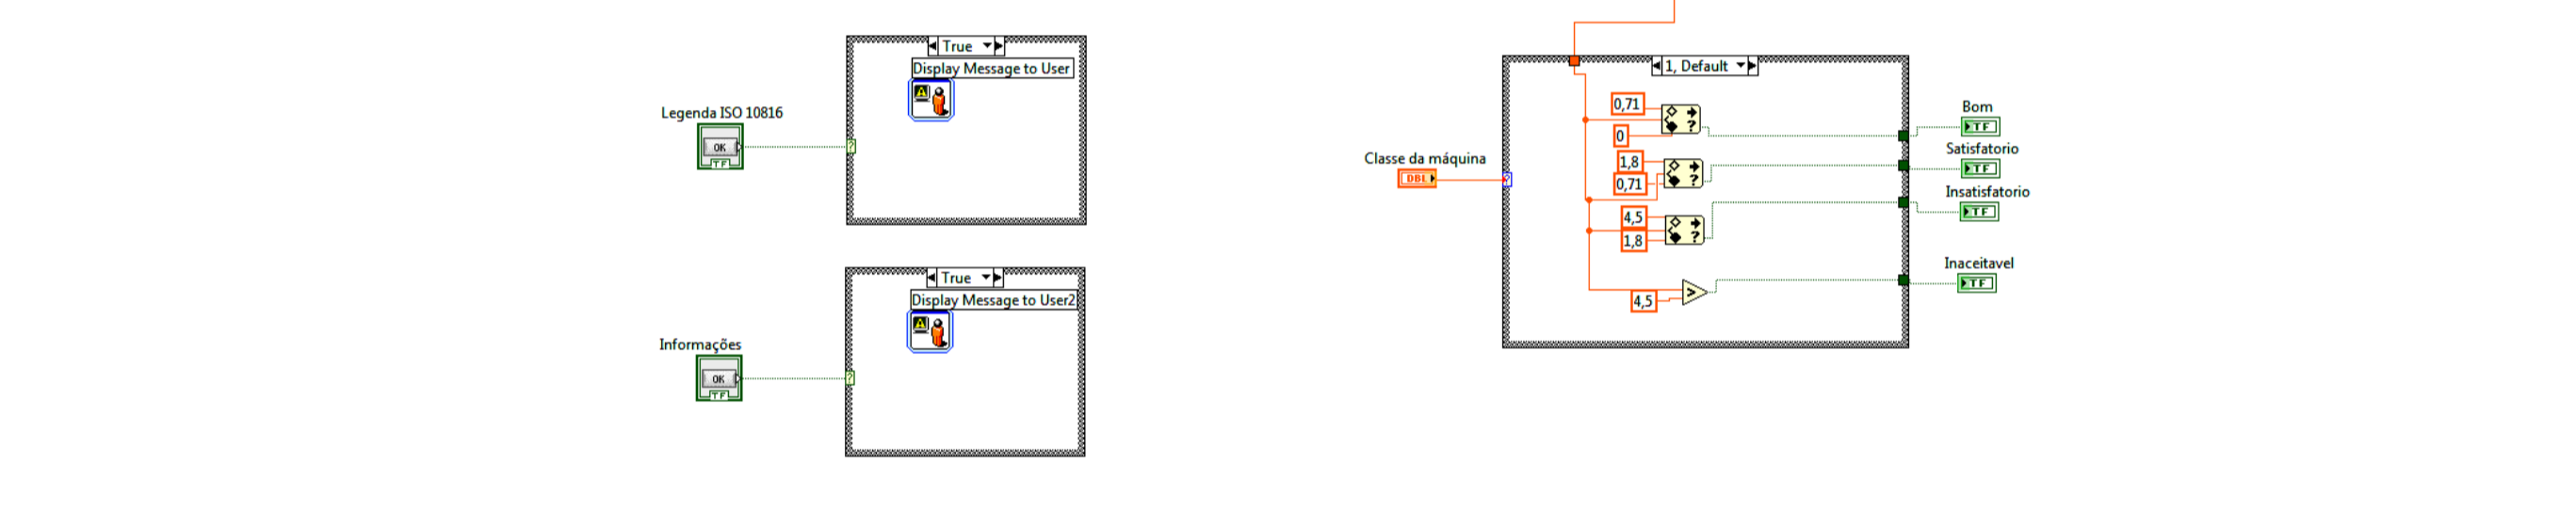 True
Display Message to User
Legenda ISO 10816
OK
TF
True
Display Message to User2
Informações
OK
TF
1, Default
Classe da máquina
DBL
0,71
?
0
1,8
?
0,71
4,5
?
1,8
>
4,5
Bom
TF
Satisfatorio
TF
Insatisfatorio
TF
Inaceitavel
TF